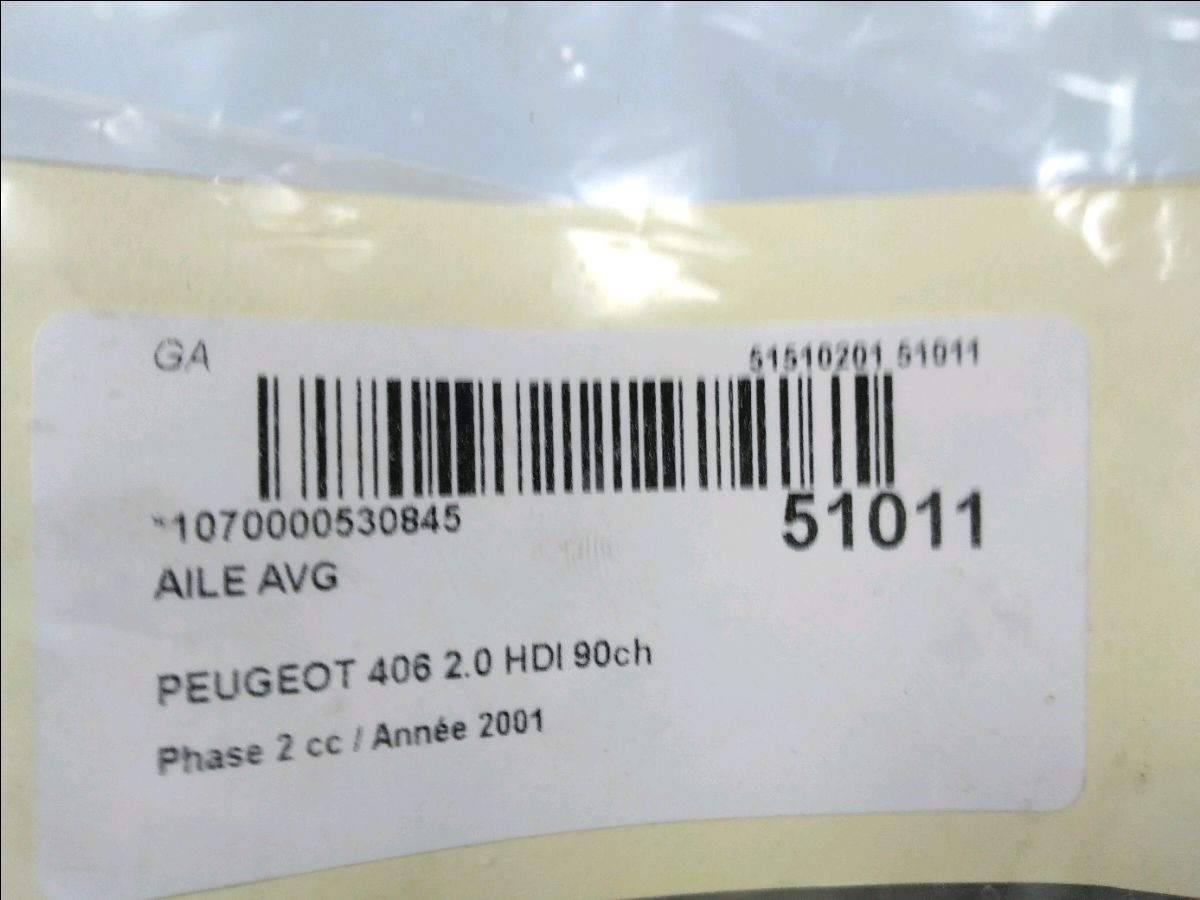 GA 51510201 51011
*1070000530845 51011
AILE AVG
PEUGEOT 406 2.0 HDI 90ch
Phase 2 cc / Année 2001